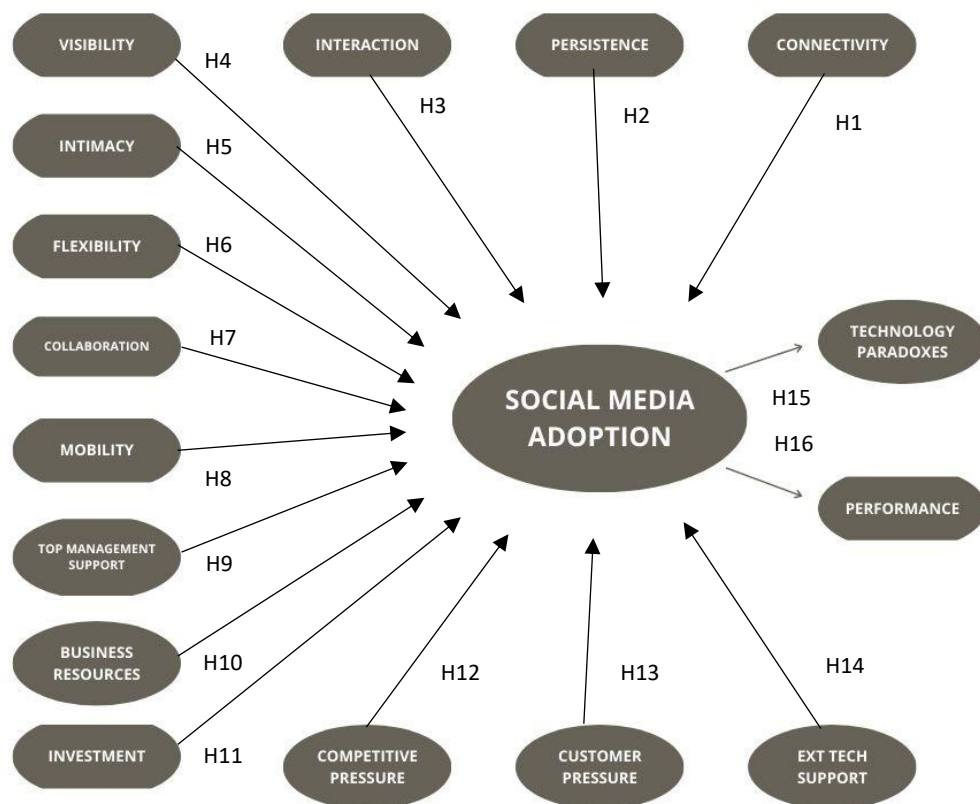 VISIBILITY
INTERACTION
PERSISTENCE
CONNECTIVITY
H4
H3
H2
H1
INTIMACY
H5
FLEXIBILITY
H6
COLLABORATION
H7
TECHNOLOGY
PARADOXES
SOCIAL MEDIA
ADOPTION
H15
H16
MOBILITY
H8
PERFORMANCE
TOP MANAGEMENT
SUPPORT
H9
BUSINESS
RESOURCES
H10
H12
H13
H14
INVESTMENT
H11
COMPETITIVE
PRESSURE
CUSTOMER
PRESSURE
EXT TECH
SUPPORT